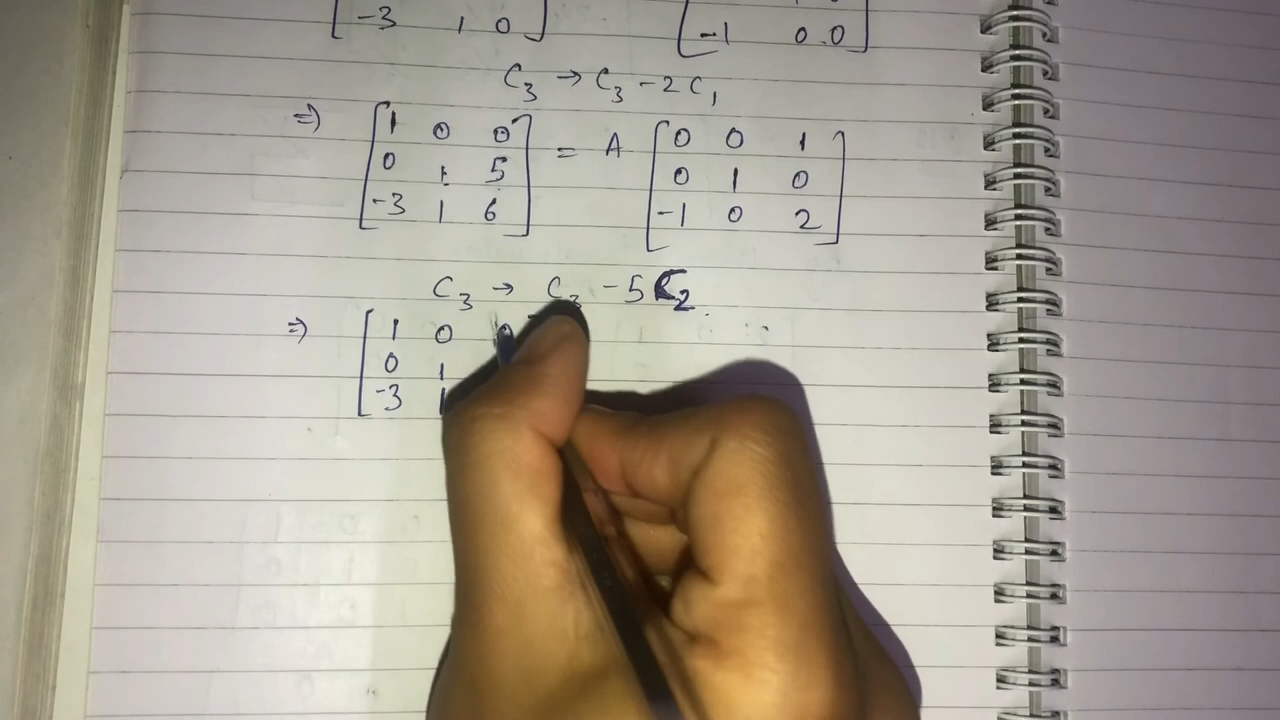 -3 1 0 -1 0 0
C3 → C3 - 2C1
⇒ [1 0 0] = A [0 0 1]
0 1 5 0 1 0
-3 1 6 -1 0 2
C3 → C3 - 5C2
⇒ [1 0 0
0 1
-3 1